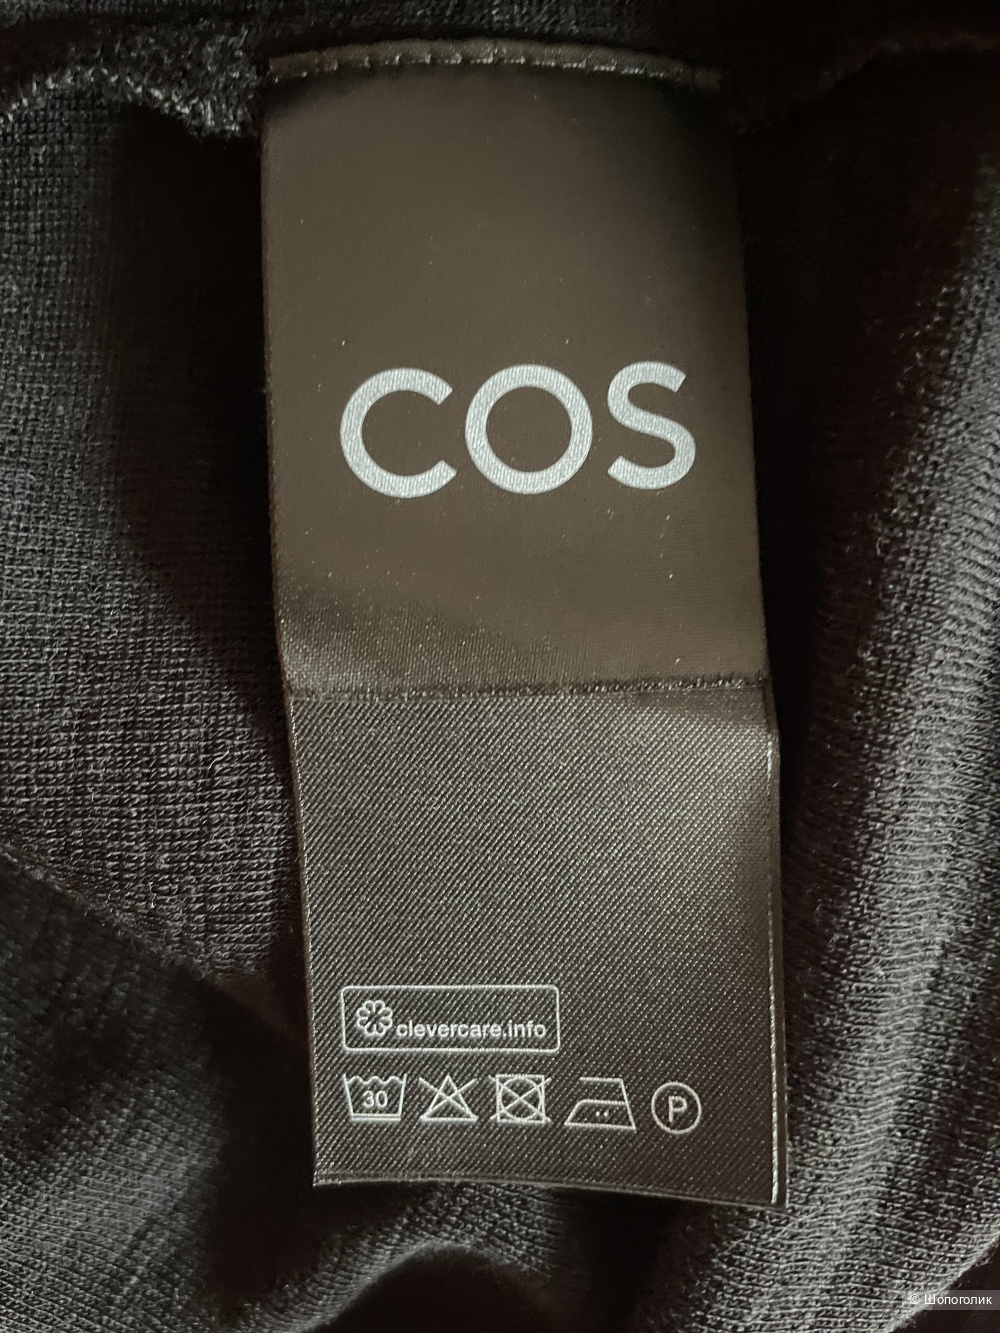 COS
clevercare.info
30
P
© Шопоголик